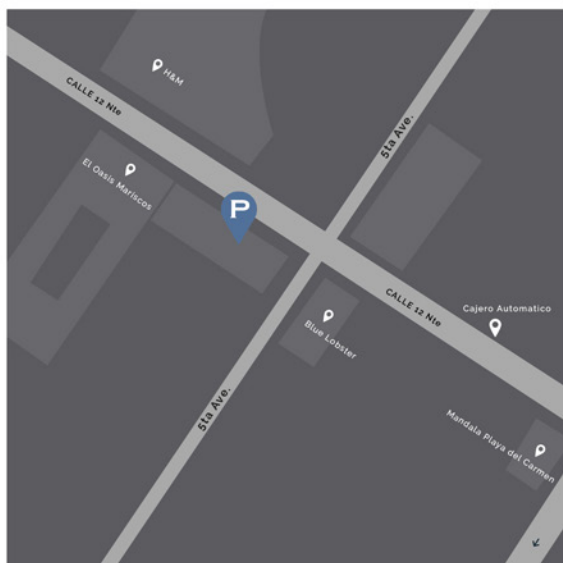 H&M
CALLE 12 Nte
5ta Ave.
El Oasis Mariscos
P
CALLE 12 Nte
Cajero Automatico
Blue Lobster
5ta Ave.
Mandala Playa del Carmen